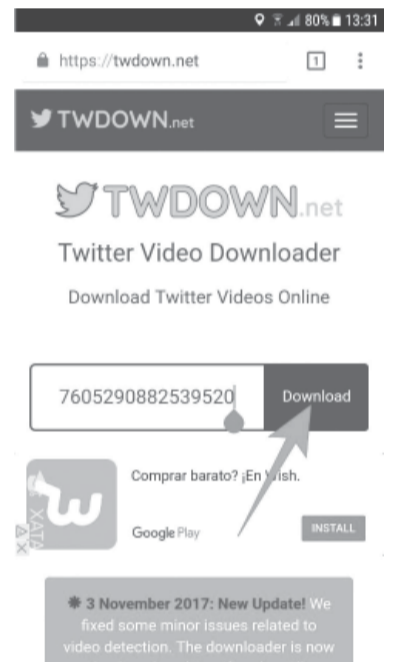 80% 13:31
https://twdown.net 1
TWDOWN.net
TWDOWN.net
Twitter Video Downloader
Download Twitter Videos Online
7605290882539520 Download
Comprar barato? ¡En Wish.
Google Play INSTALL
XATA
3 November 2017: New Update! We
fixed some minor issues related to
video detection. The downloader is now